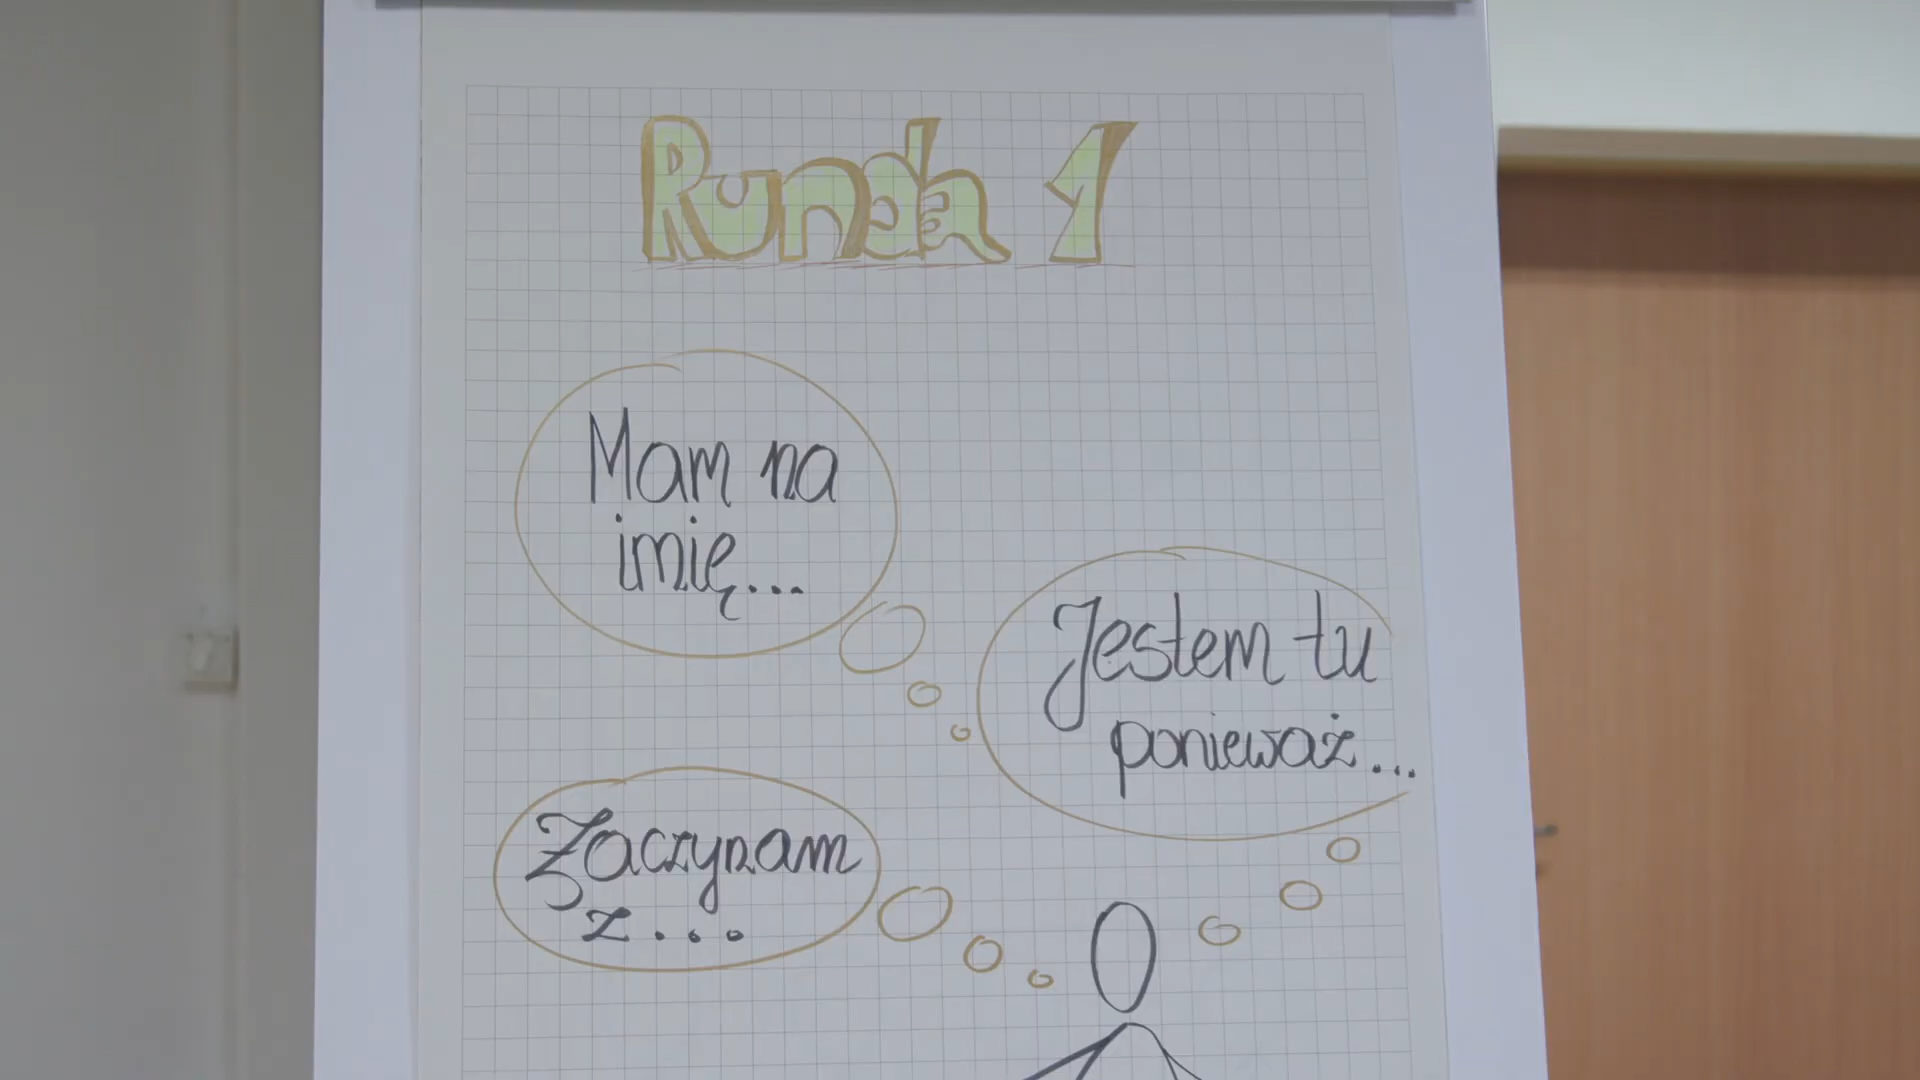 Runda 1
Mam na
imię...
Jestem tu
ponieważ...
Zaczynam
z...